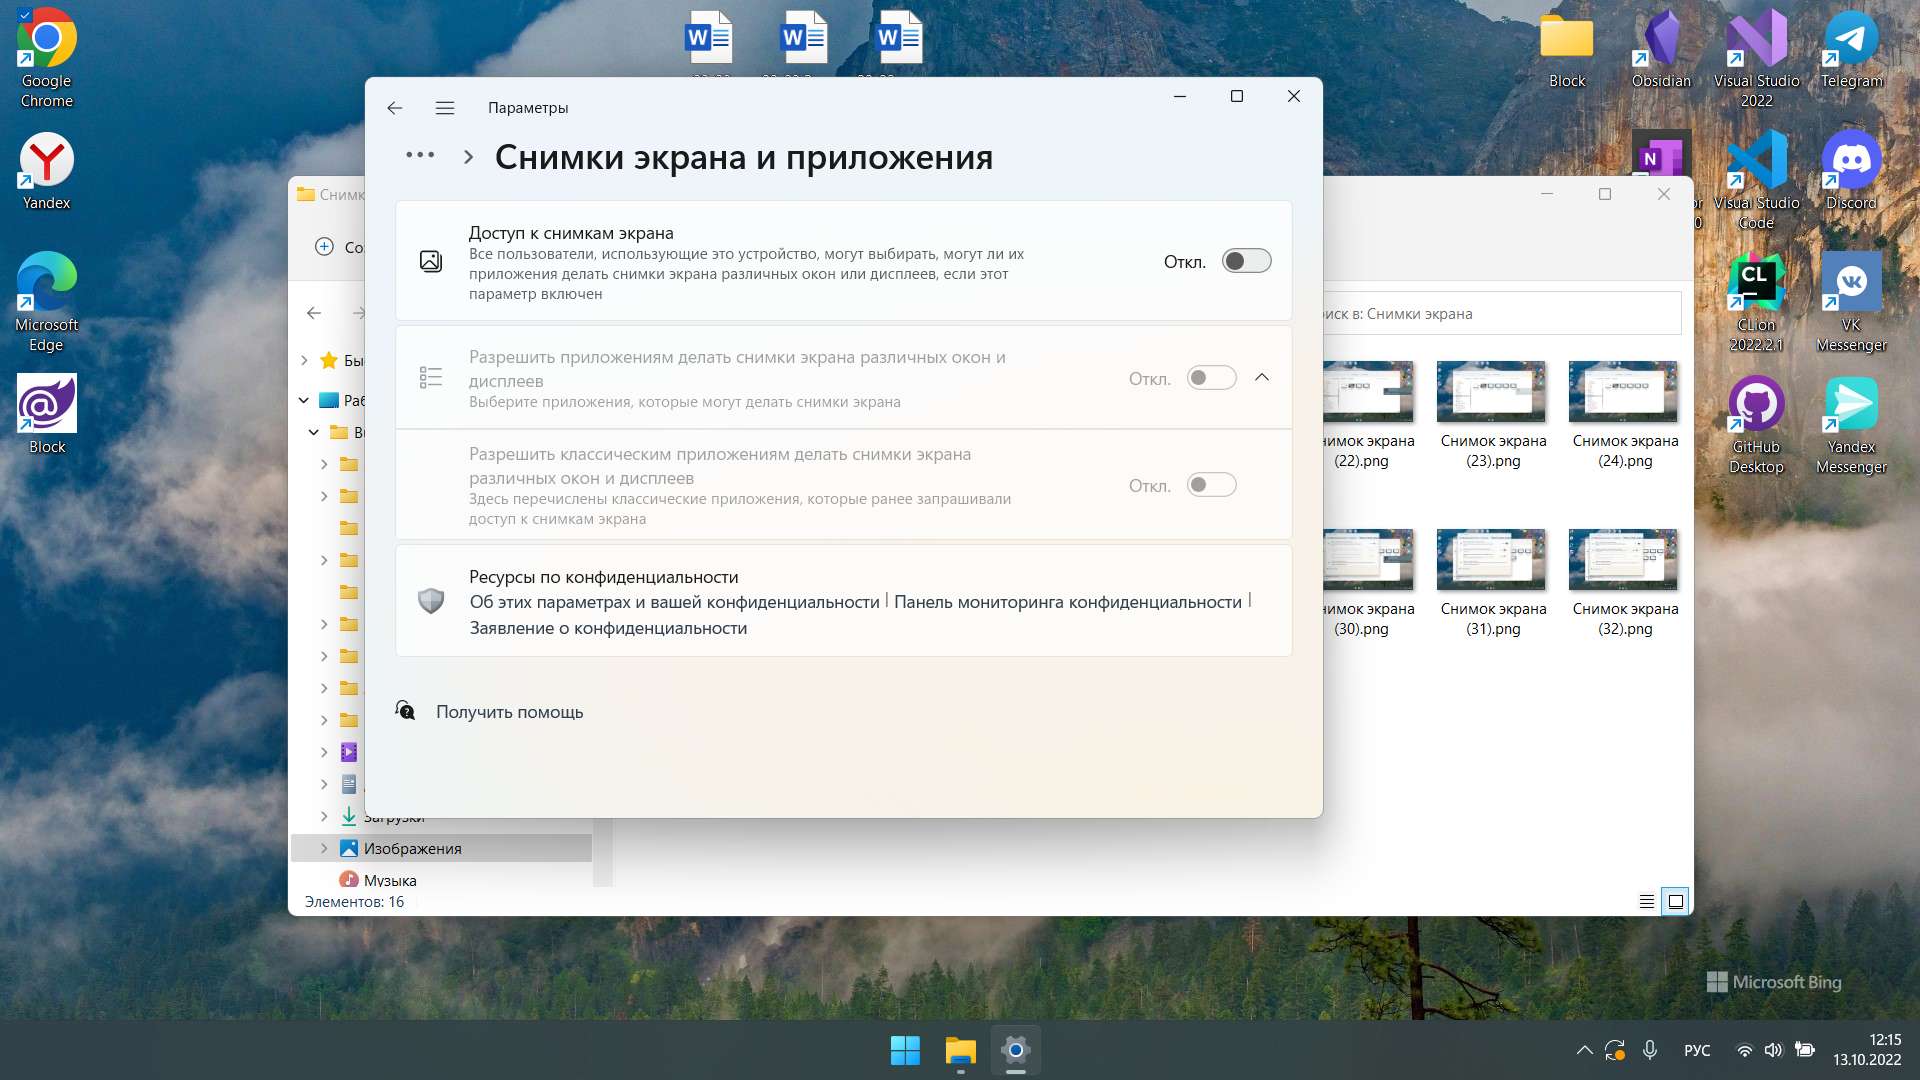 Google
Chrome
Yandex
Microsoft
Edge
Block
Block
Obsidian
Visual Studio
2022
Telegram
Visual Studio
Code
Discord
CLion
2022.2.1
VK
Messenger
GitHub
Desktop
Yandex
Messenger
Параметры
Снимки экрана и приложения
Доступ к снимкам экрана
Все пользователи, использующие это устройство, могут выбирать, могут ли их
приложения делать снимки экрана различных окон или дисплеев, если этот
параметр включен
Откл.
Разрешить приложениям делать снимки экрана различных окон и
дисплеев
Выберите приложения, которые могут делать снимки экрана
Откл.
Разрешить классическим приложениям делать снимки экрана
различных окон и дисплеев
Здесь перечислены классические приложения, которые ранее запрашивали
доступ к снимкам экрана
Откл.
Ресурсы по конфиденциальности
Об этих параметрах и вашей конфиденциальности | Панель мониторинга конфиденциальности |
Заявление о конфиденциальности
Получить помощь
Снимк
Со
Бы
Раб
иск в: Снимки экрана
нимок экрана
(22).png
Снимок экрана
(23).png
Снимок экрана
(24).png
нимок экрана
(30).png
Снимок экрана
(31).png
Снимок экрана
(32).png
Загрузки
Изображения
Музыка
Элементов: 16
Microsoft Bing
РУС
12:15
13.10.2022